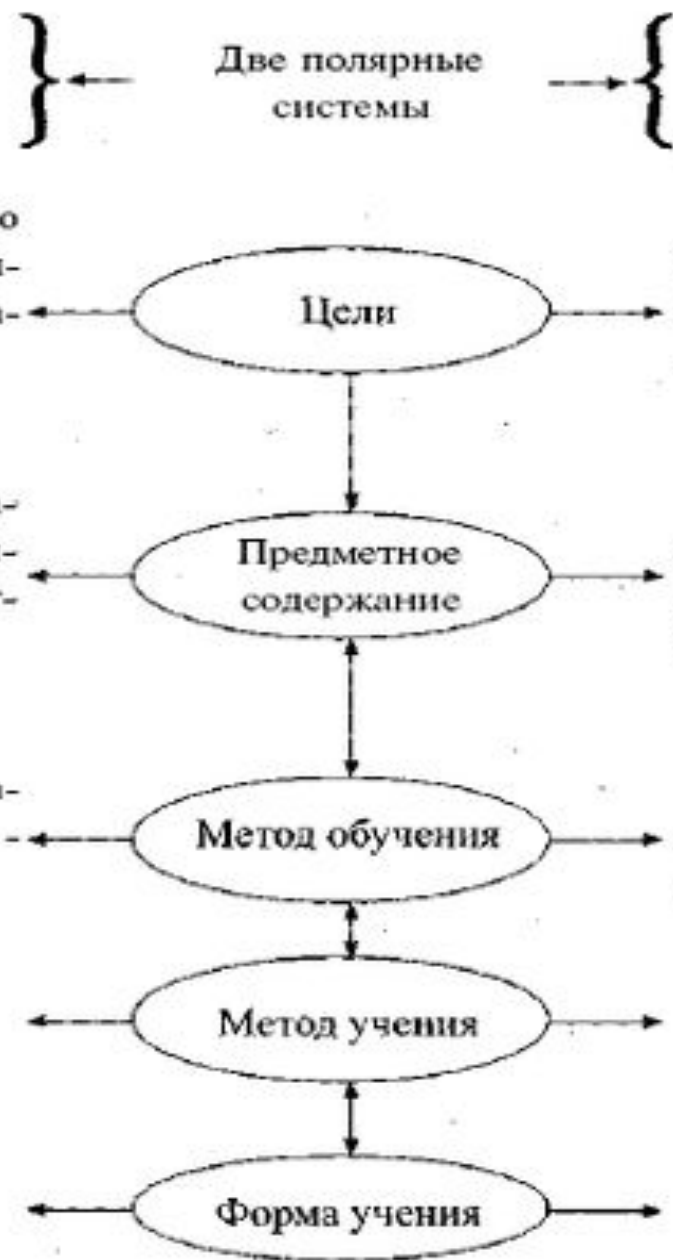 Две полярные
системы
Цели
Предметное
содержание
Метод обучения
Метод учения
Форма учения